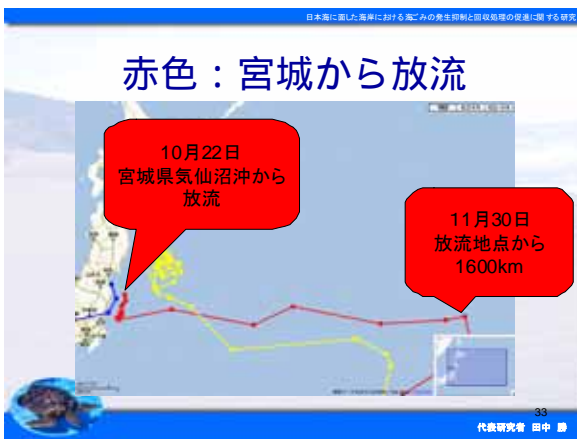 日本海に面した海岸における海ごみの発生抑制と回収処理の促進に関する研究
赤色：宮城から放流
10月22日
宮城県気仙沼沖から
放流
11月30日
放流地点から
1600km
33
代表研究者 田中 勝